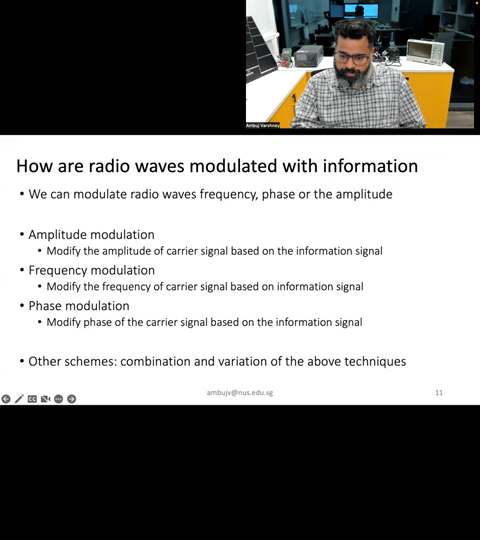 Ambuj Varshney
How are radio waves modulated with information
• We can modulate radio waves frequency, phase or the amplitude
• Amplitude modulation
• Modify the amplitude of carrier signal based on the information signal
• Frequency modulation
• Modify the frequency of carrier signal based on information signal
• Phase modulation
• Modify phase of the carrier signal based on the information signal
• Other schemes: combination and variation of the above techniques
CC
ambujv@nus.edu.sg
11